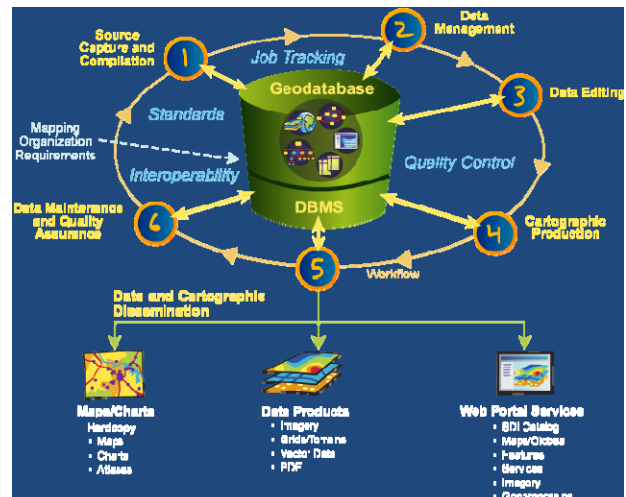 1
Source
Capture and
Compilation
Job Tracking
2
Data
Management
3
Data Editing
Geodatabase
Standards
Mapping
Organization
Requirements
Interoperability
Quality Control
DBMS
Data Maintenance
and Quality
Assurance
6
4
Cartographic
Production
5
Workflow
Data and Cartographic
Dissemination
Maps/Charts
Hardcopy
• Maps
• Charts
• Atlases
Data Products
• Imagery
• Grids/Terrains
• Vector Data
• PDF
Web Portal Services
• SDI Catalog
• Maps/Globes
• Features
• Services
• Imagery